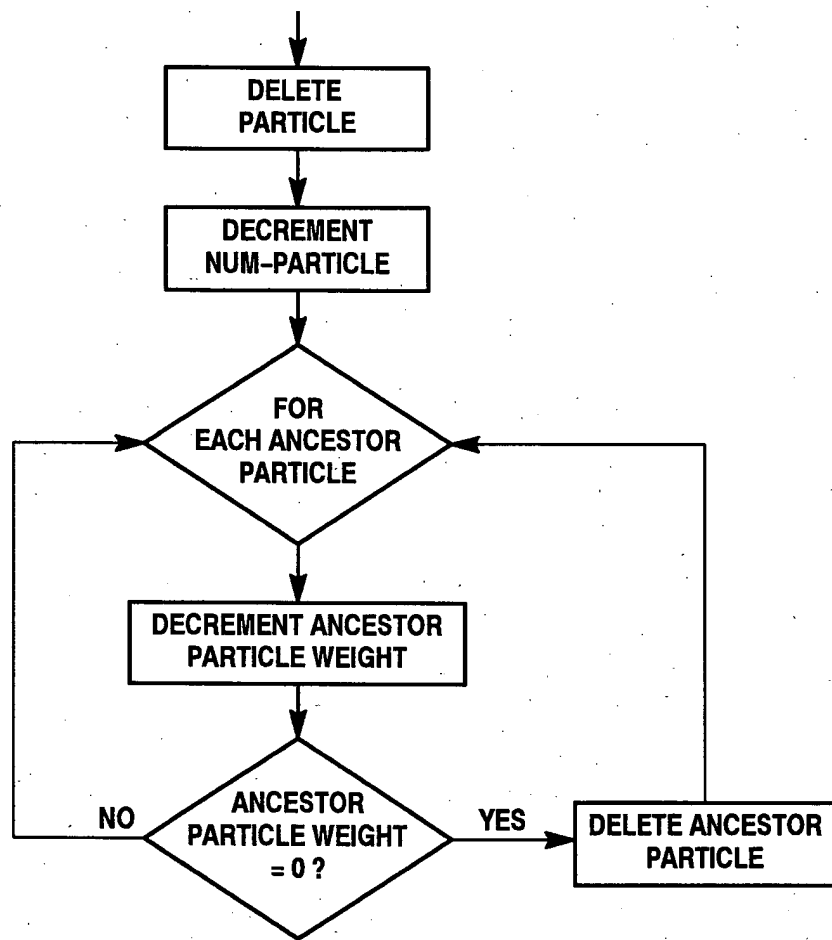 DELETE
PARTICLE
DECREMENT
NUM–PARTICLE
FOR
EACH ANCESTOR
PARTICLE
DECREMENT ANCESTOR
PARTICLE WEIGHT
NO
ANCESTOR
PARTICLE WEIGHT
= 0 ?
YES
DELETE ANCESTOR
PARTICLE